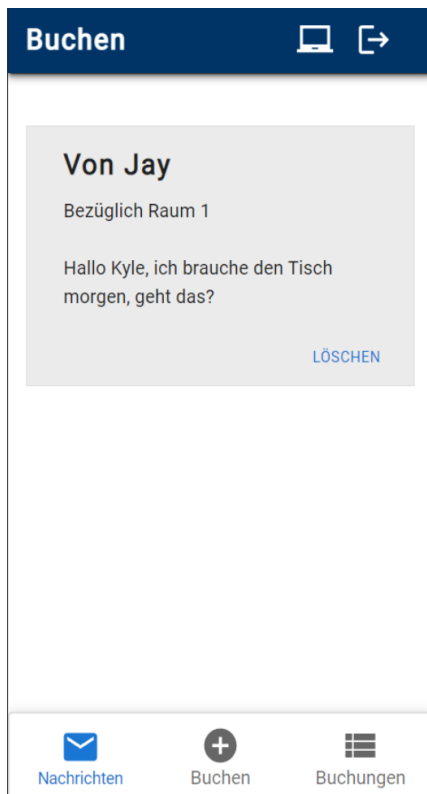 Buchen
Von Jay
Bezüglich Raum 1
Hallo Kyle, ich brauche den Tisch
morgen, geht das?
LÖSCHEN
Nachrichten Buchen Buchungen